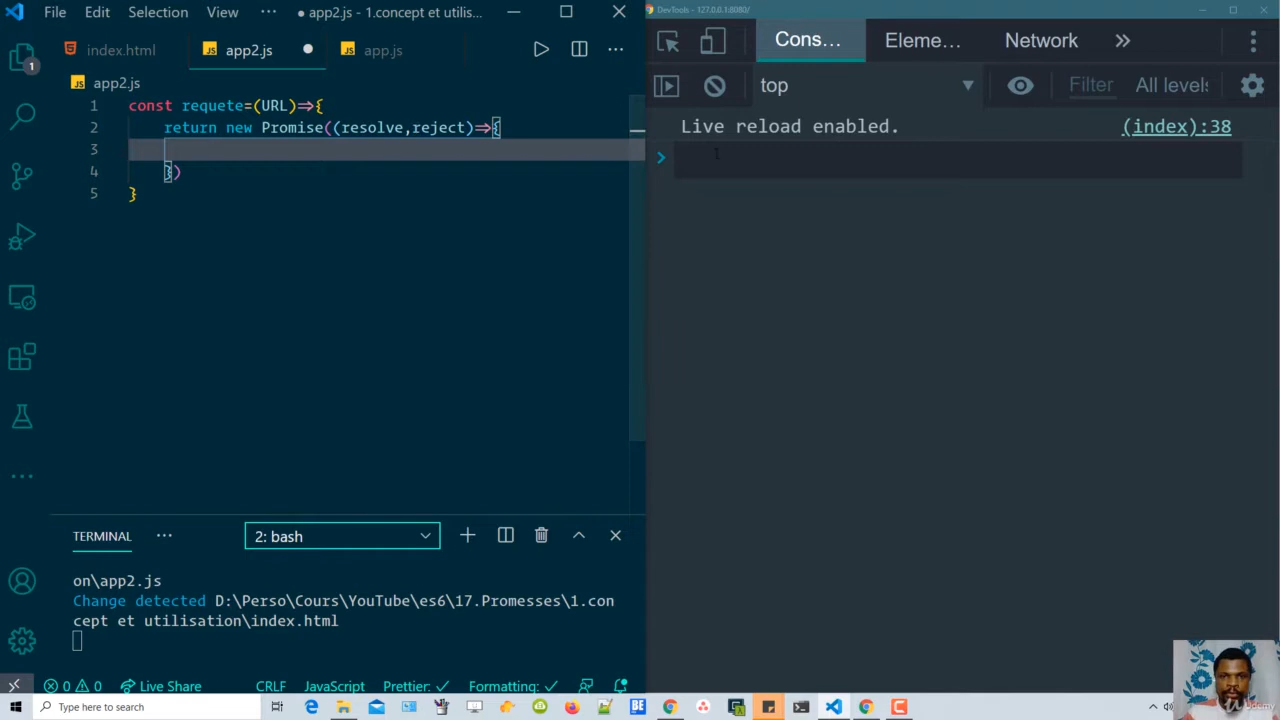 File Edit Selection View ··· ● app2.js - 1.concept et utilis...
DevTools - 127.0.0.1:8080/
index.html
JS app2.js ●
JS app.js
Cons...
Eleme...
Network
JS app2.js
top
Filter
All levels
1 const requete=(URL)=>{
2 return new Promise((resolve,reject)=>{
3
4 })
5 }
Live reload enabled.
(index):38
>
1
TERMINAL ···
2: bash
on\app2.js
Change detected D:\Perso\Cours\YouTube\es6\17.Promesses\1.con
cept et utilisation\index.html
0 0 Live Share CRLF JavaScript Prettier: ✓ Formatting: ✓
Type here to search
BE
Udemy